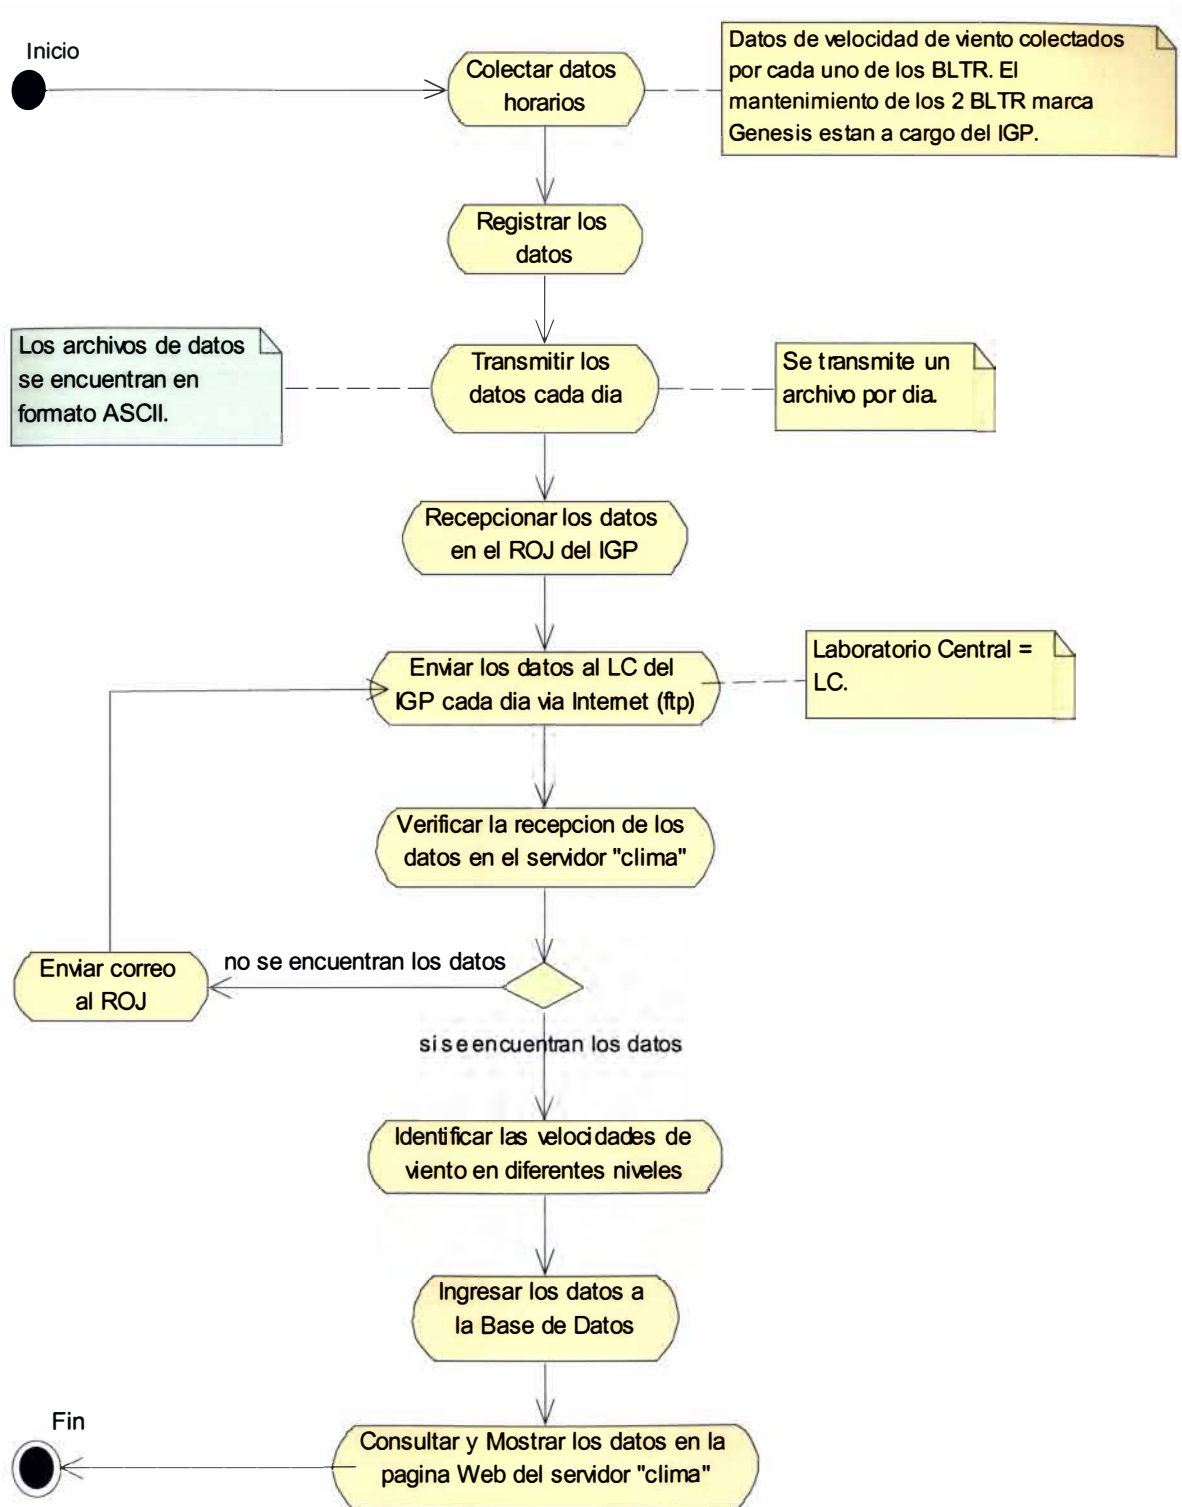 Inicio
Colectar datos
horarios
Datos de velocidad de viento colectados
por cada uno de los BLTR. El
mantenimiento de los 2 BLTR marca
Genesis estan a cargo del IGP.
Registrar los
datos
Los archivos de datos
se encuentran en
formato ASCII.
Transmitir los
datos cada dia
Se transmite un
archivo por dia.
Recepcionar los datos
en el ROJ del IGP
Enviar los datos al LC del
IGP cada dia via Internet (ftp)
Laboratorio Central =
LC.
Verificar la recepcion de los
datos en el servidor "clima"
no se encuentran los datos
Enviar correo
al ROJ
si se encuentran los datos
Identificar las velocidades de
viento en diferentes niveles
Ingresar los datos a
la Base de Datos
Fin
Consultar y Mostrar los datos en la
pagina Web del servidor "clima"